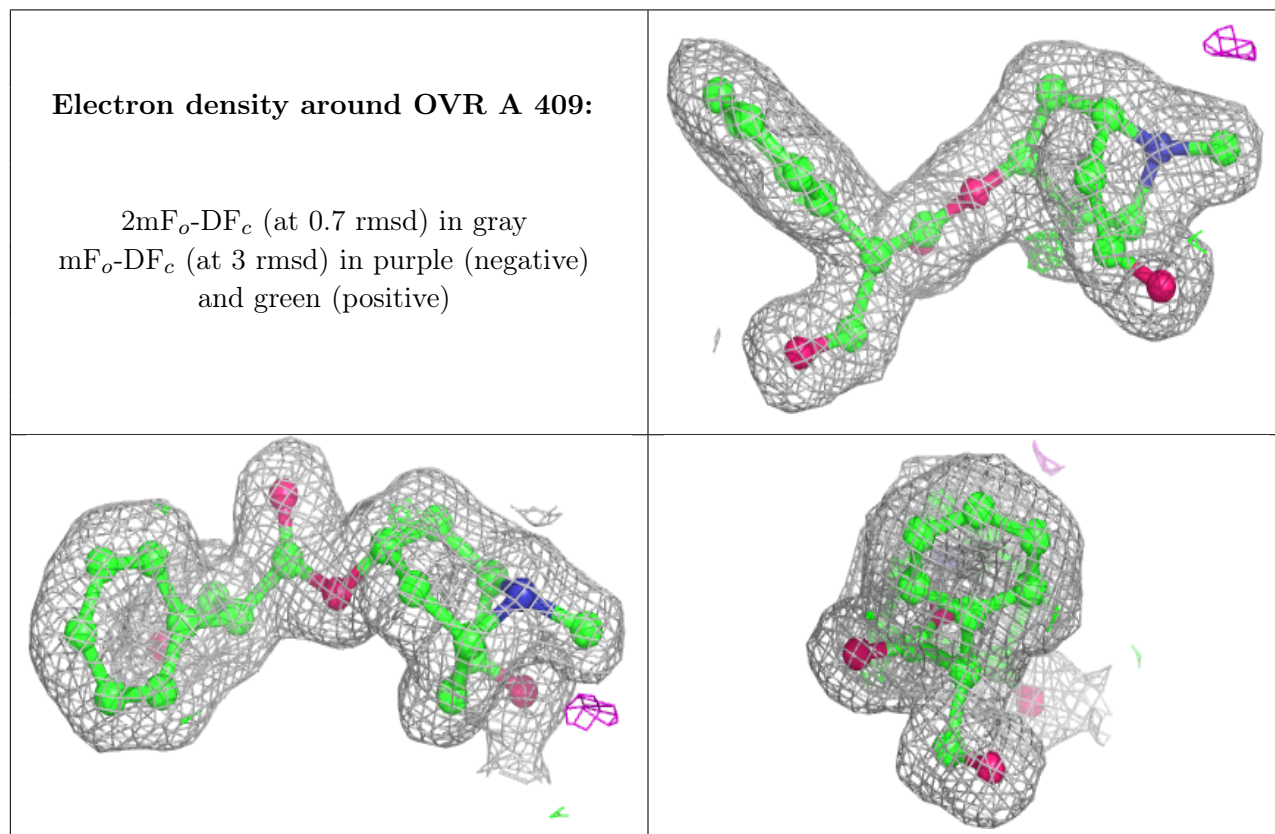 Electron density around OVR A 409:
2mFₒ-DF𝒸 (at 0.7 rmsd) in gray
mFₒ-DF𝒸 (at 3 rmsd) in purple (negative)
and green (positive)